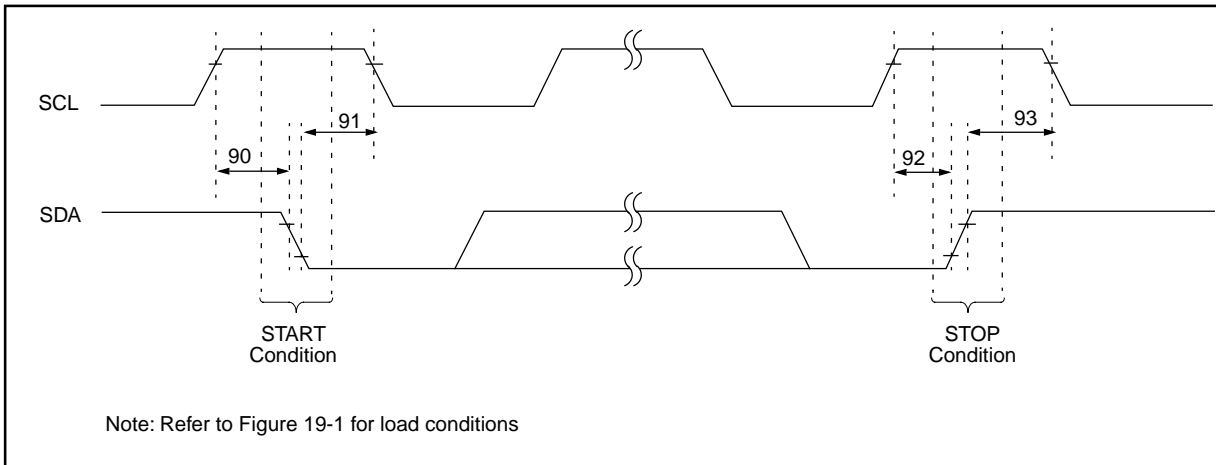 SCL
91
93
90
92
SDA
START
Condition
STOP
Condition
Note: Refer to Figure 19-1 for load conditions